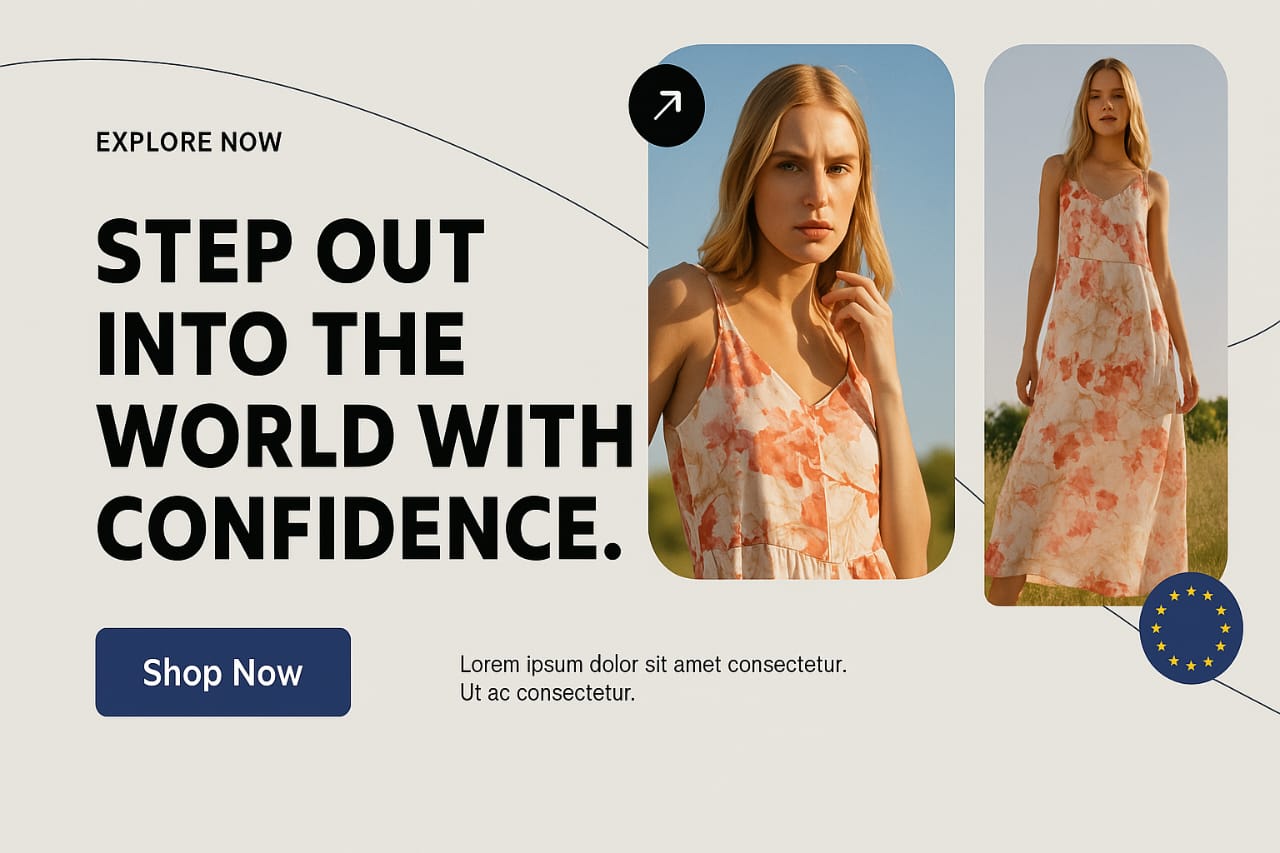 EXPLORE NOW
STEP OUT
INTO THE
WORLD WITH
CONFIDENCE.
Shop Now
Lorem ipsum dolor sit amet consectetur.
Ut ac consectetur.